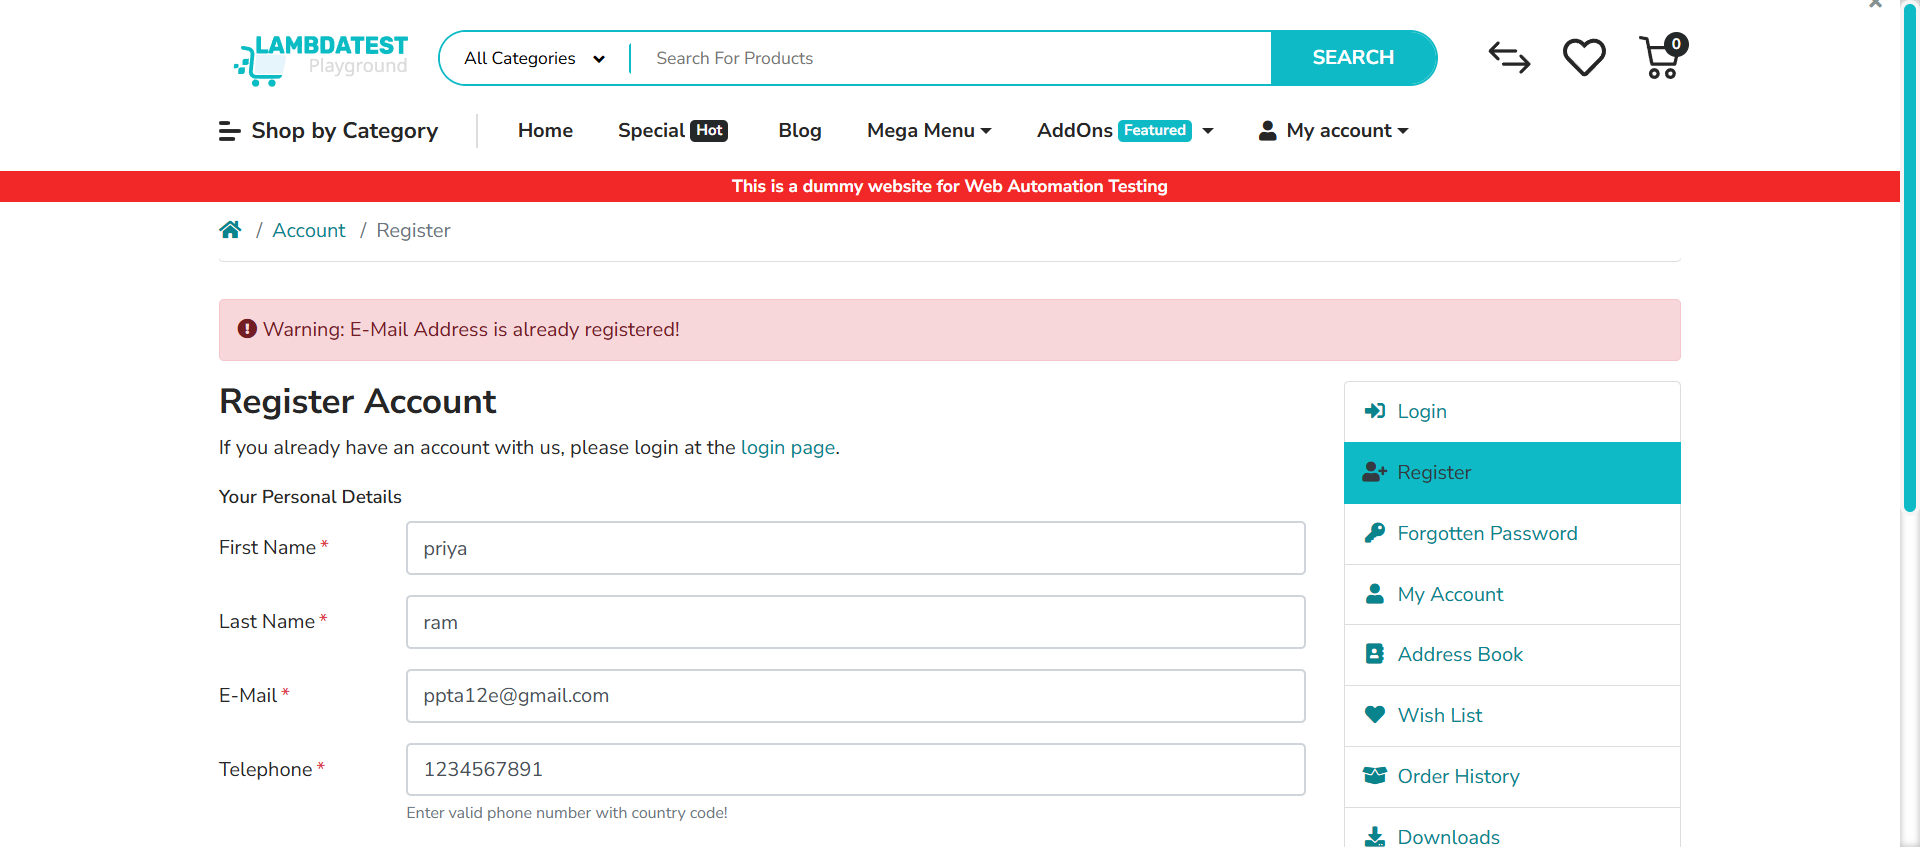 LAMBDATEST
Playground
All Categories
Search For Products
SEARCH
0
Shop by Category
Home
Special Hot
Blog
Mega Menu
AddOns Featured
My account
This is a dummy website for Web Automation Testing
/ Account / Register
Warning: E-Mail Address is already registered!
Register Account
If you already have an account with us, please login at the login page.
Your Personal Details
First Name *
priya
Last Name *
ram
E-Mail *
ppta12e@gmail.com
Telephone *
1234567891
Enter valid phone number with country code!
Login
Register
Forgotten Password
My Account
Address Book
Wish List
Order History
Downloads